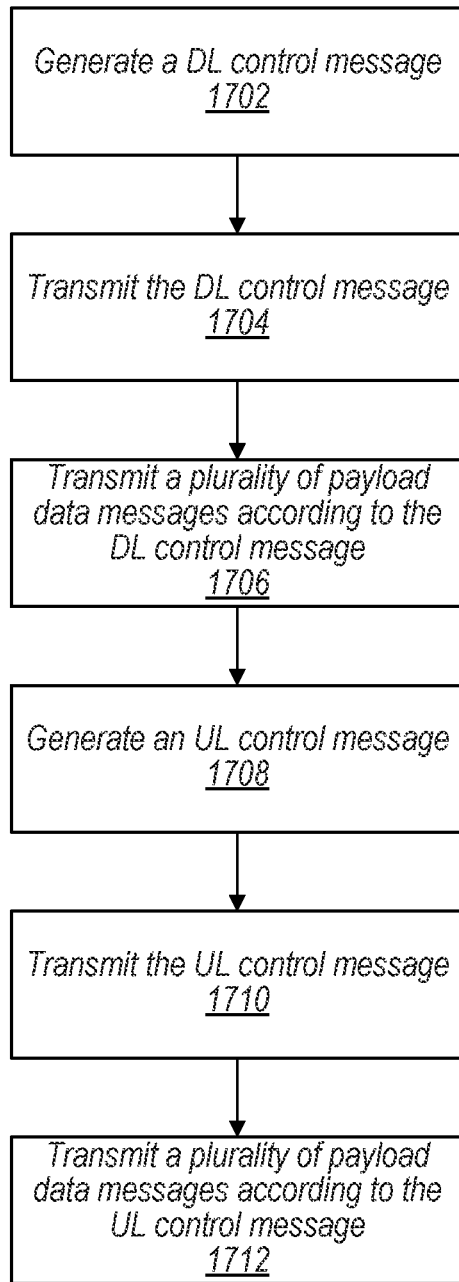 Generate a DL control message
1702
Transmit the DL control message
1704
Transmit a plurality of payload
data messages according to the
DL control message
1706
Generate an UL control message
1708
Transmit the UL control message
1710
Transmit a plurality of payload
data messages according to the
UL control message
1712